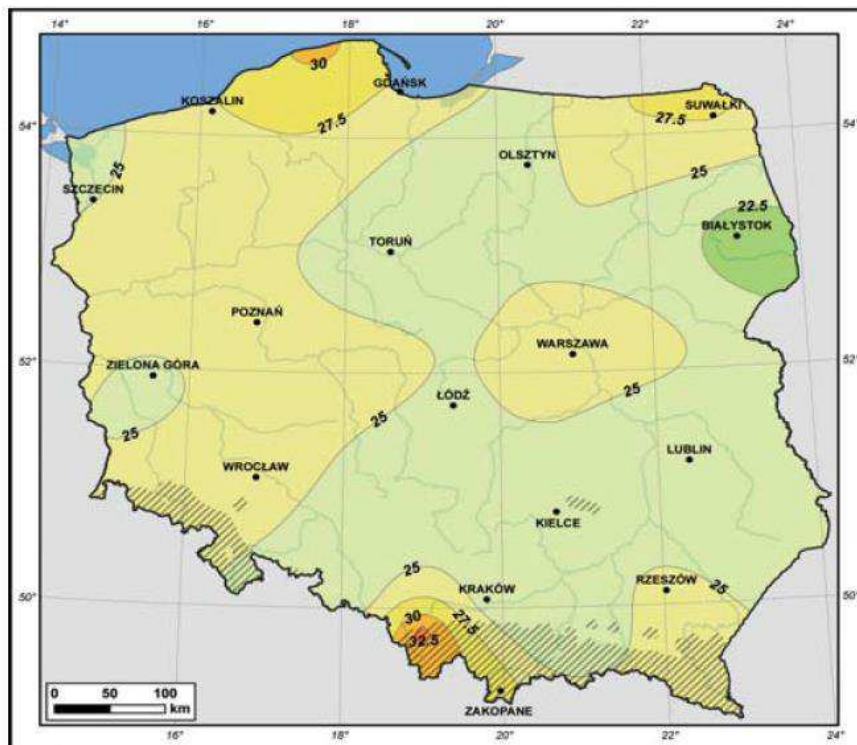 14° 16° 18° 20° 22° 24°
30
GDAŃSK
KOSZALIN
SUWAŁKI
27.5
27.5
54°
54°
OLSZTYN
25
25
SZCZECIN
22.5
BIAŁYSTOK
TORUŃ
POZNAŃ
WARSZAWA
52°
52°
ZIELONA GÓRA
25
ŁÓDŹ
25
25
LUBLIN
WROCŁAW
KIELCE
25
RZESZÓW
25
KRAKÓW
50°
50°
30
27.5
32.5
0 50 100
km
ZAKOPANE
16° 18° 20° 22° 24°